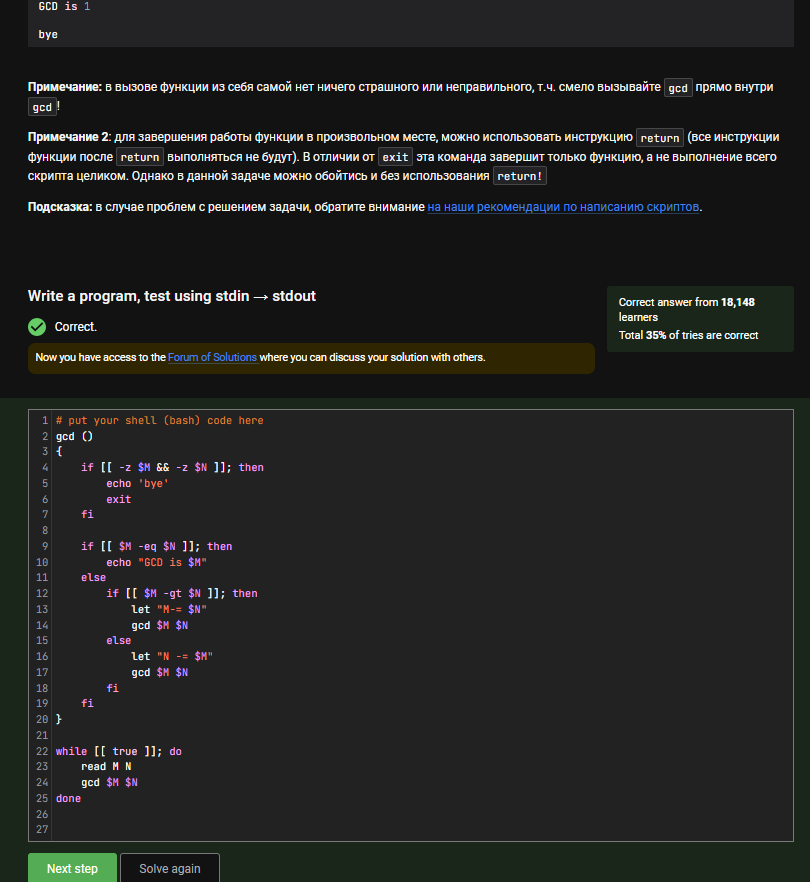 GCD is 1
bye
Примечание: в вызове функции из себя самой нет ничего страшного или неправильного, т.ч. смело вызывайте gcd прямо внутри
gcd !
Примечание 2: для завершения работы функции в произвольном месте, можно использовать инструкцию return (все инструкции
функции после return выполняться не будут). В отличии от exit эта команда завершит только функцию, а не выполнение всего
скрипта целиком. Однако в данной задаче можно обойтись и без использования return!
Подсказка: в случае проблем с решением задачи, обратите внимание на наши рекомендации по написанию скриптов.
Write a program, test using stdin → stdout
Correct.
Now you have access to the Forum of Solutions where you can discuss your solution with others.
Correct answer from 18,148
learners
Total 35% of tries are correct
1 # put your shell (bash) code here
2 gcd ()
3 {
4     if [[ -z $M && -z $N ]]; then
5         echo 'bye'
6         exit
7     fi
8
9     if [[ $M -eq $N ]]; then
10         echo "GCD is $M"
11     else
12         if [[ $M -gt $N ]]; then
13             let "M-= $N"
14             gcd $M $N
15         else
16             let "N -= $M"
17             gcd $M $N
18         fi
19     fi
20 }
21
22 while [[ true ]]; do
23     read M N
24     gcd $M $N
25 done
26
27
Next step
Solve again